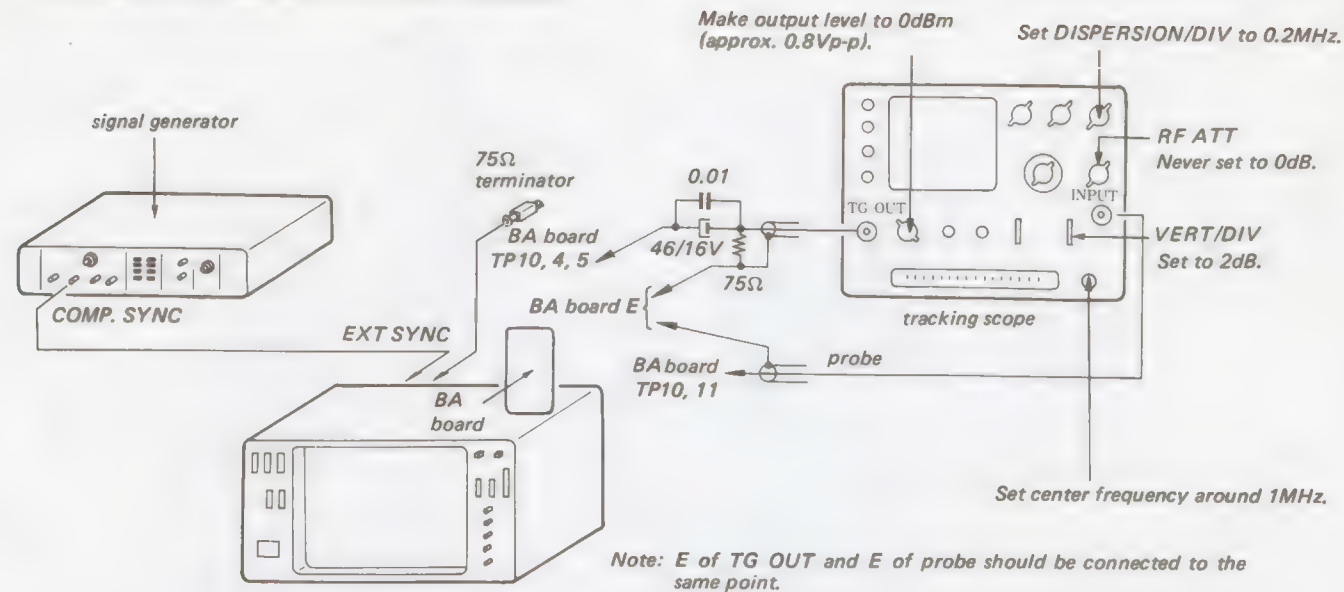 Make output level to 0dBm
(approx. 0.8Vp-p).
Set DISPERSION/DIV to 0.2MHz.
signal generator
75Ω
terminator
0.01
RF ATT
Never set to 0dB.
INPUT
TG OUT
BA board
TP10, 4, 5
46/16V
75Ω
VERT/DIV
Set to 2dB.
COMP. SYNC
BA board E
tracking scope
EXT SYNC
probe
BA board
TP10, 11
BA
board
Set center frequency around 1MHz.
Note: E of TG OUT and E of probe should be connected to the
same point.